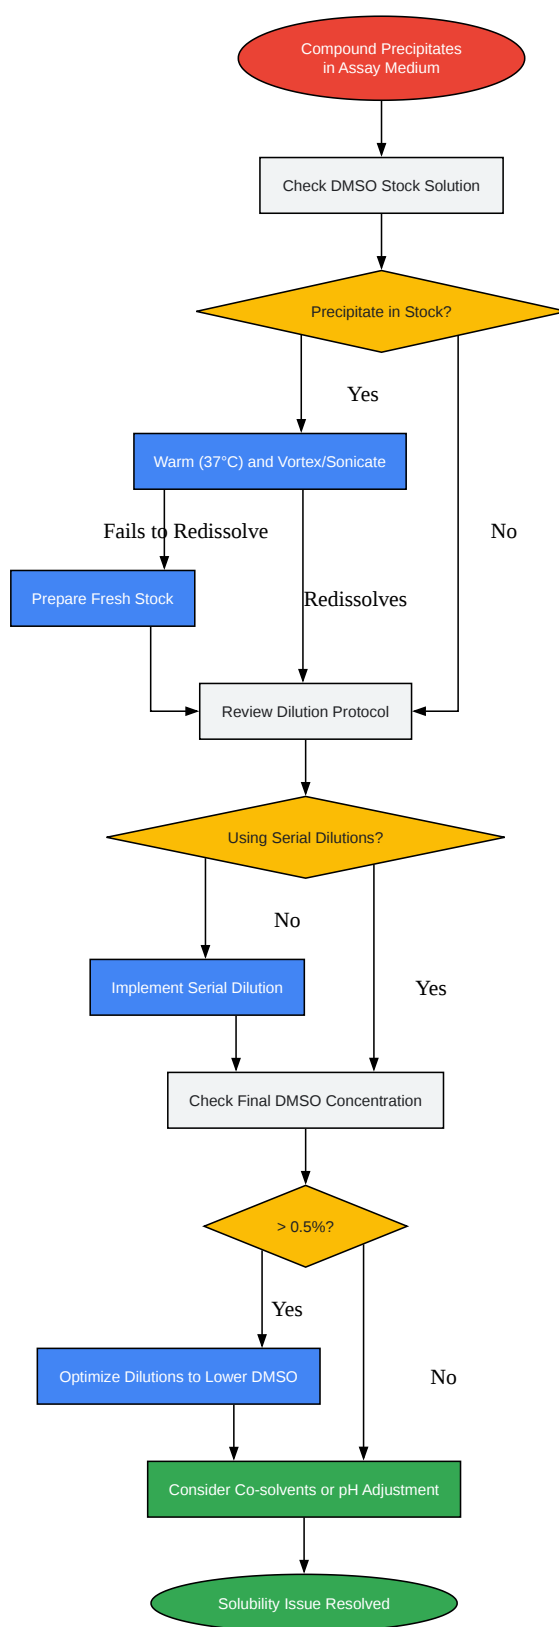 Compound Precipitates
in Assay Medium
Check DMSO Stock Solution
Precipitate in Stock?
Yes
Warm (37°C) and Vortex/Sonicate
Fails to Redissolve
No
Prepare Fresh Stock
Redissolves
Review Dilution Protocol
Using Serial Dilutions?
No
Implement Serial Dilution
Yes
Check Final DMSO Concentration
> 0.5%?
Yes
Optimize Dilutions to Lower DMSO
No
Consider Co-solvents or pH Adjustment
Solubility Issue Resolved